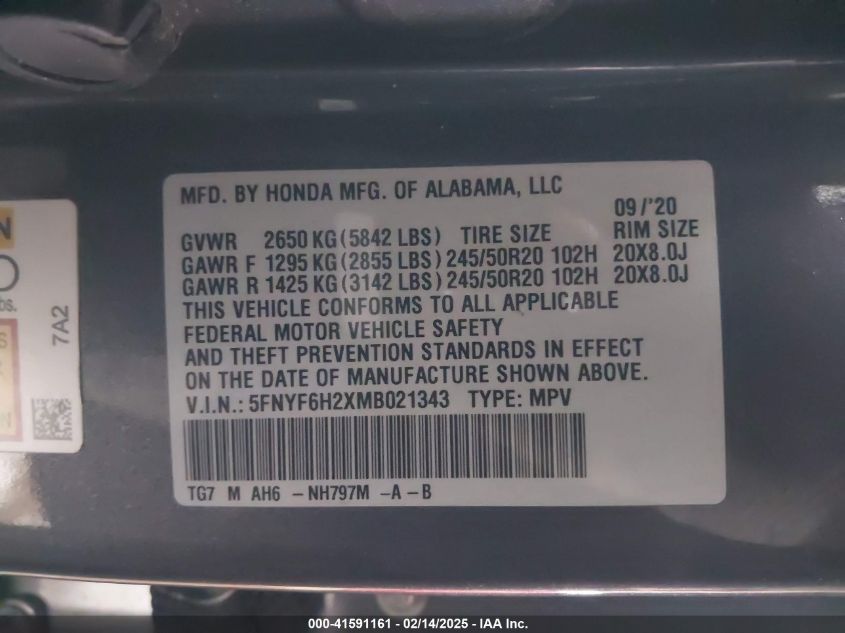 MFD. BY HONDA MFG. OF ALABAMA, LLC
09/'20
GVWR 2650 KG (5842 LBS) TIRE SIZE RIM SIZE
GAWR F 1295 KG (2855 LBS) 245/50R20 102H 20X8.0J
GAWR R 1425 KG (3142 LBS) 245/50R20 102H 20X8.0J
THIS VEHICLE CONFORMS TO ALL APPLICABLE
FEDERAL MOTOR VEHICLE SAFETY
AND THEFT PREVENTION STANDARDS IN EFFECT
ON THE DATE OF MANUFACTURE SHOWN ABOVE.
V.I.N.: 5FNYF6H2XMB021343 TYPE: MPV
TG7 M AH6 -NH797M -A-B
7A2
000-41591161 - 02/14/2025 - IAA Inc.